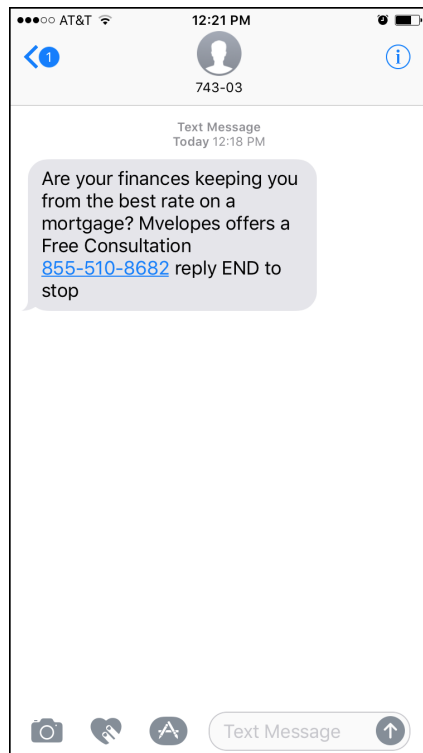 ●●●○○ AT&T 12:21 PM
1
743-03
Text Message
Today 12:18 PM
Are your finances keeping you
from the best rate on a
mortgage? Mvelopes offers a
Free Consultation
855-510-8682 reply END to
stop
Text Message